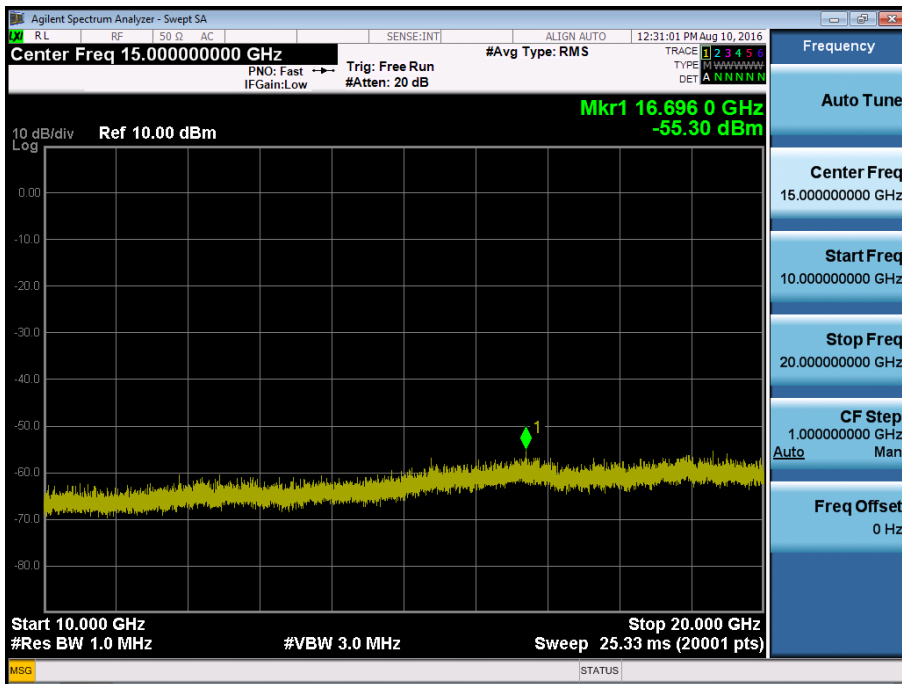 Agilent Spectrum Analyzer - Swept SA
LXI RL RF 50 Ω AC SENSE:INT ALIGN AUTO 12:31:01 PM Aug 10, 2016
Center Freq 15.000000000 GHz
PNO: Fast
IFGain:Low
Trig: Free Run
#Atten: 20 dB
#Avg Type: RMS
TRACE 1 2 3 4 5 6
TYPE M WWWWW
DET A N N N N N
Mkr1 16.696 0 GHz
-55.30 dBm
10 dB/div Ref 10.00 dBm
Log
0.00
-10.0
-20.0
-30.0
-40.0
-50.0
1
-60.0
-70.0
-80.0
Start 10.000 GHz Stop 20.000 GHz
#Res BW 1.0 MHz #VBW 3.0 MHz Sweep 25.33 ms (20001 pts)
MSG STATUS
Frequency
Auto Tune
Center Freq
15.000000000 GHz
Start Freq
10.000000000 GHz
Stop Freq
20.000000000 GHz
CF Step
1.000000000 GHz
Auto Man
Freq Offset
0 Hz